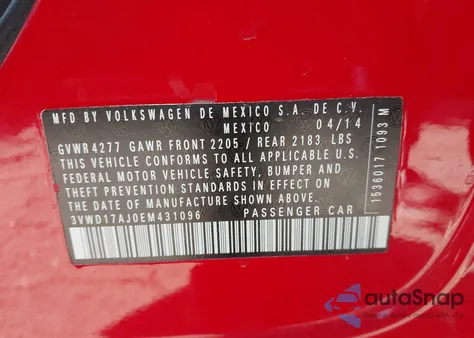 MFD BY VOLKSWAGEN DE MEXICO S.A. DE C.V.
MEXICO 04/14
GVWR 4277 GAWR FRONT 2205 / REAR 2183 LBS
THIS VEHICLE CONFORMS TO ALL APPLICABLE U.S.
FEDERAL MOTOR VEHICLE SAFETY, BUMPER AND
THEFT PREVENTION STANDARDS IN EFFECT ON
THE DATE OF MANUFACTURE SHOWN ABOVE.
3VWD17AJ0EM431096 PASSENGER CAR
1536017 1093 M
autoSnap